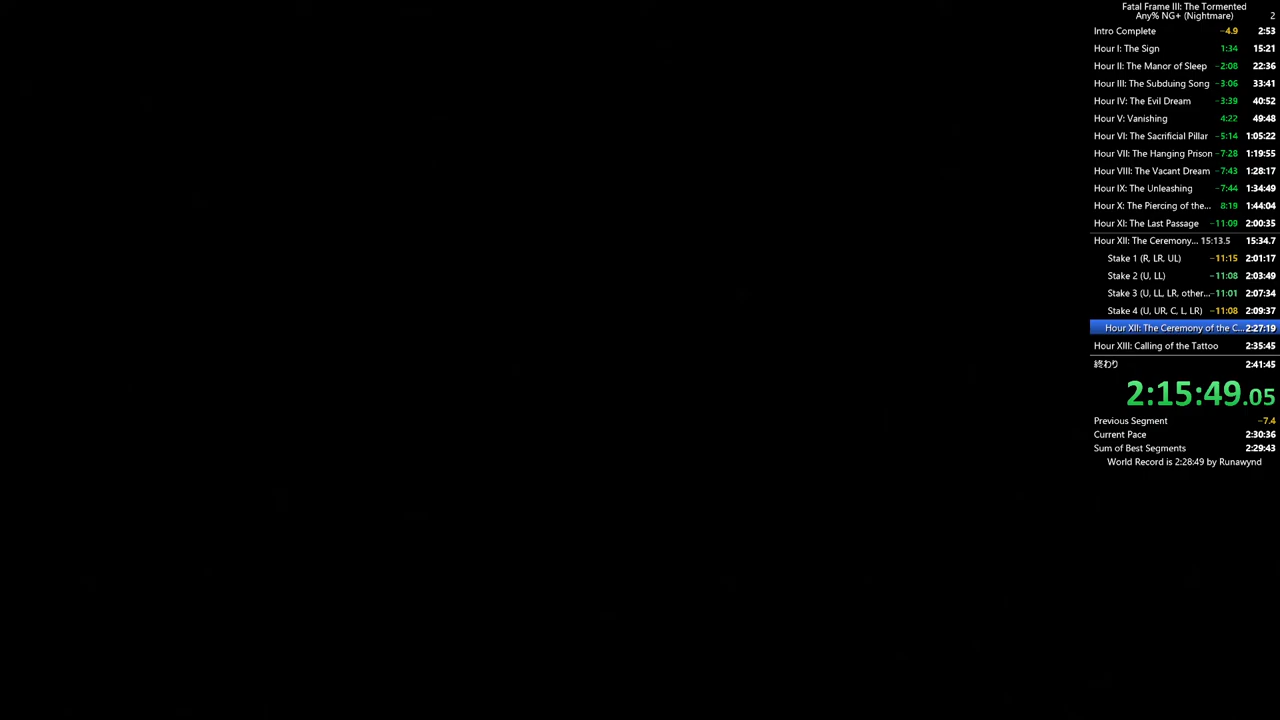 Fatal Frame III: The Tormented
Any% NG+ (Nightmare) 2
Intro Complete -4.9 2:53
Hour I: The Sign 1:34 15:21
Hour II: The Manor of Sleep -2:08 22:36
Hour III: The Subduing Song -3:06 33:41
Hour IV: The Evil Dream -3:39 40:52
Hour V: Vanishing 4:22 49:48
Hour VI: The Sacrificial Pillar -5:14 1:05:22
Hour VII: The Hanging Prison -7:28 1:19:55
Hour VIII: The Vacant Dream -7:43 1:28:17
Hour IX: The Unleashing -7:44 1:34:49
Hour X: The Piercing of the... 8:19 1:44:04
Hour XI: The Last Passage -11:09 2:00:35
Hour XII: The Ceremony... 15:13.5 15:34.7
Stake 1 (R, LR, UL) -11:15 2:01:17
Stake 2 (U, LL) -11:08 2:03:49
Stake 3 (U, LL, LR, other... -11:01 2:07:34
Stake 4 (U, UR, C, L, LR) -11:08 2:09:37
Hour XII: The Ceremony of the C... 2:27:19
Hour XIII: Calling of the Tattoo 2:35:45
終わり 2:41:45
2:15:49.05
Previous Segment -7.4
Current Pace 2:30:36
Sum of Best Segments 2:29:43
World Record is 2:28:49 by Runawynd